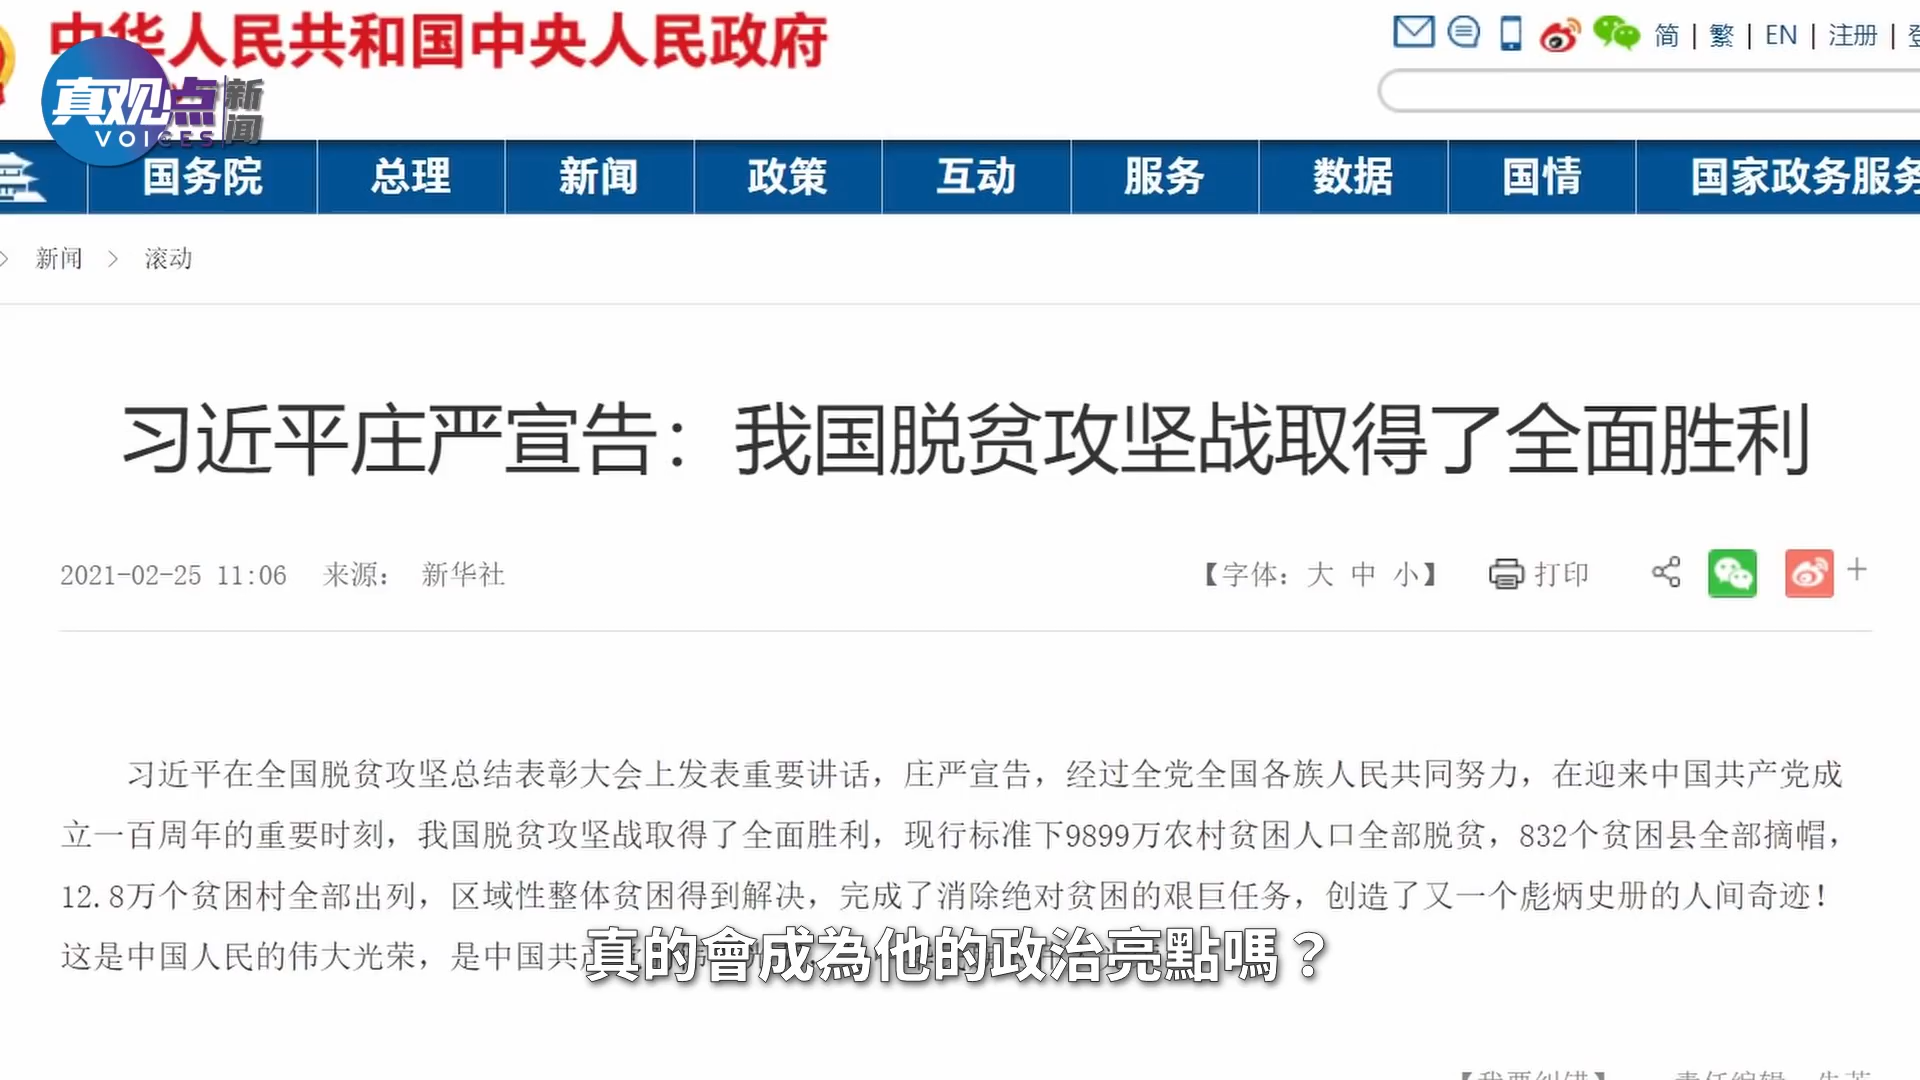 中华人民共和国中央人民政府
简 | 繁 | EN | 注册 |
真观点 新闻
VOICES
国务院 总理 新闻 政策 互动 服务 数据 国情 国家政务服务
> 新闻 > 滚动
习近平庄严宣告：我国脱贫攻坚战取得了全面胜利
2021-02-25 11:06 来源： 新华社 【字体：大 中 小】 打印 +
习近平在全国脱贫攻坚总结表彰大会上发表重要讲话，庄严宣告，经过全党全国各族人民共同努力，在迎来中国共产党成
立一百周年的重要时刻，我国脱贫攻坚战取得了全面胜利，现行标准下9899万农村贫困人口全部脱贫，832个贫困县全部摘帽，
12.8万个贫困村全部出列，区域性整体贫困得到解决，完成了消除绝对贫困的艰巨任务，创造了又一个彪炳史册的人间奇迹！
这是中国人民的伟大光荣，是中国共
真的會成為他的政治亮點嗎？